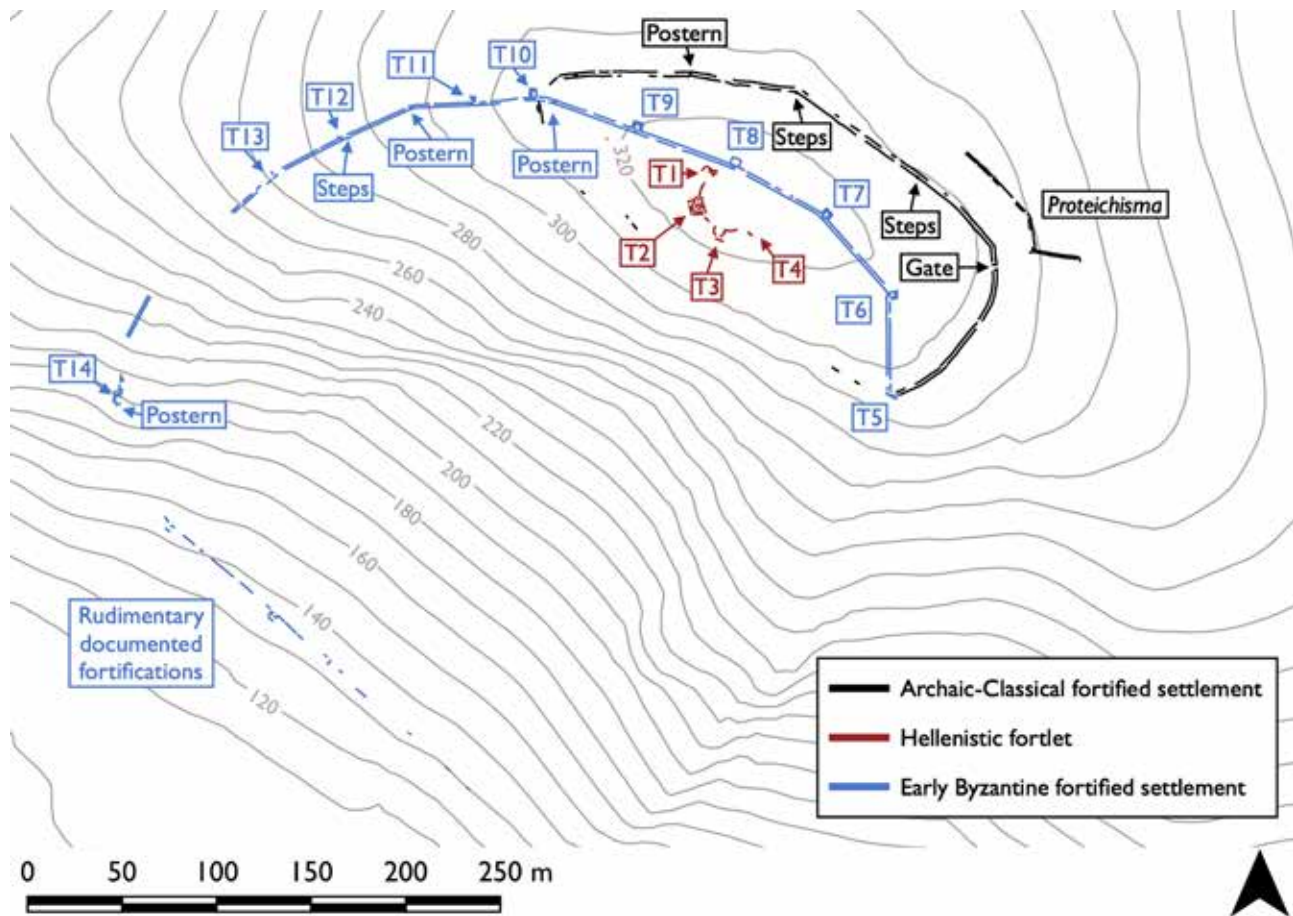 Postern
T10
T11
T9
T12
T8
T13
Postern
Postern
Steps
320
T1
Steps
T7
Proteichisma
Steps
280
300
T2
T4
Gate
260
T3
240
T6
T14
Postern
T5
220
200
180
160
Rudimentary
documented
fortifications
140
120
Archaic-Classical fortified settlement
Hellenistic fortlet
Early Byzantine fortified settlement
0 50 100 150 200 250 m